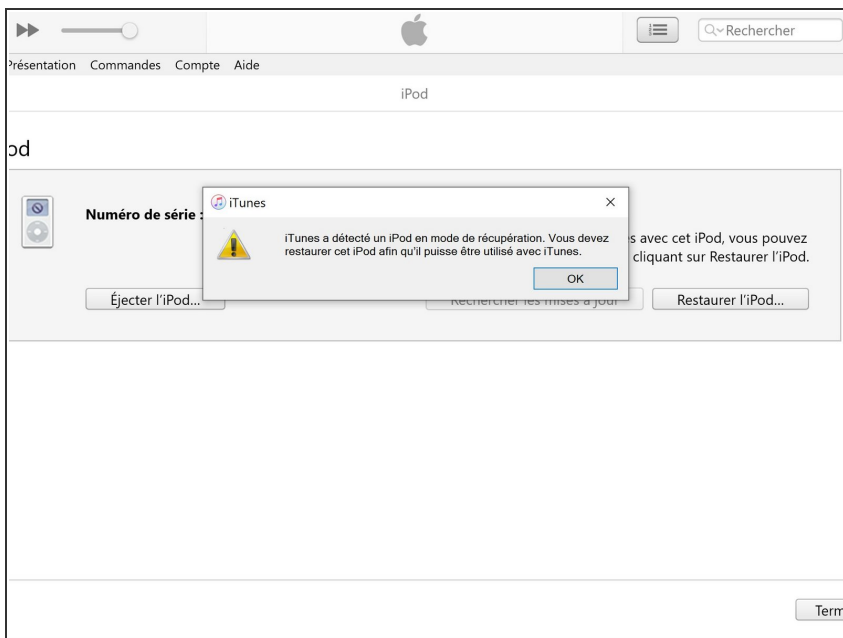 Rechercher
Présentation Commandes Compte Aide
iPod
Numéro de série :
iTunes
iTunes a détecté un iPod en mode de récupération. Vous devez
restaurer cet iPod afin qu'il puisse être utilisé avec iTunes.
OK
avec cet iPod, vous pouvez
cliquant sur Restaurer l'iPod.
Éjecter l'iPod...
Rechercher les mises à jour
Restaurer l'iPod...